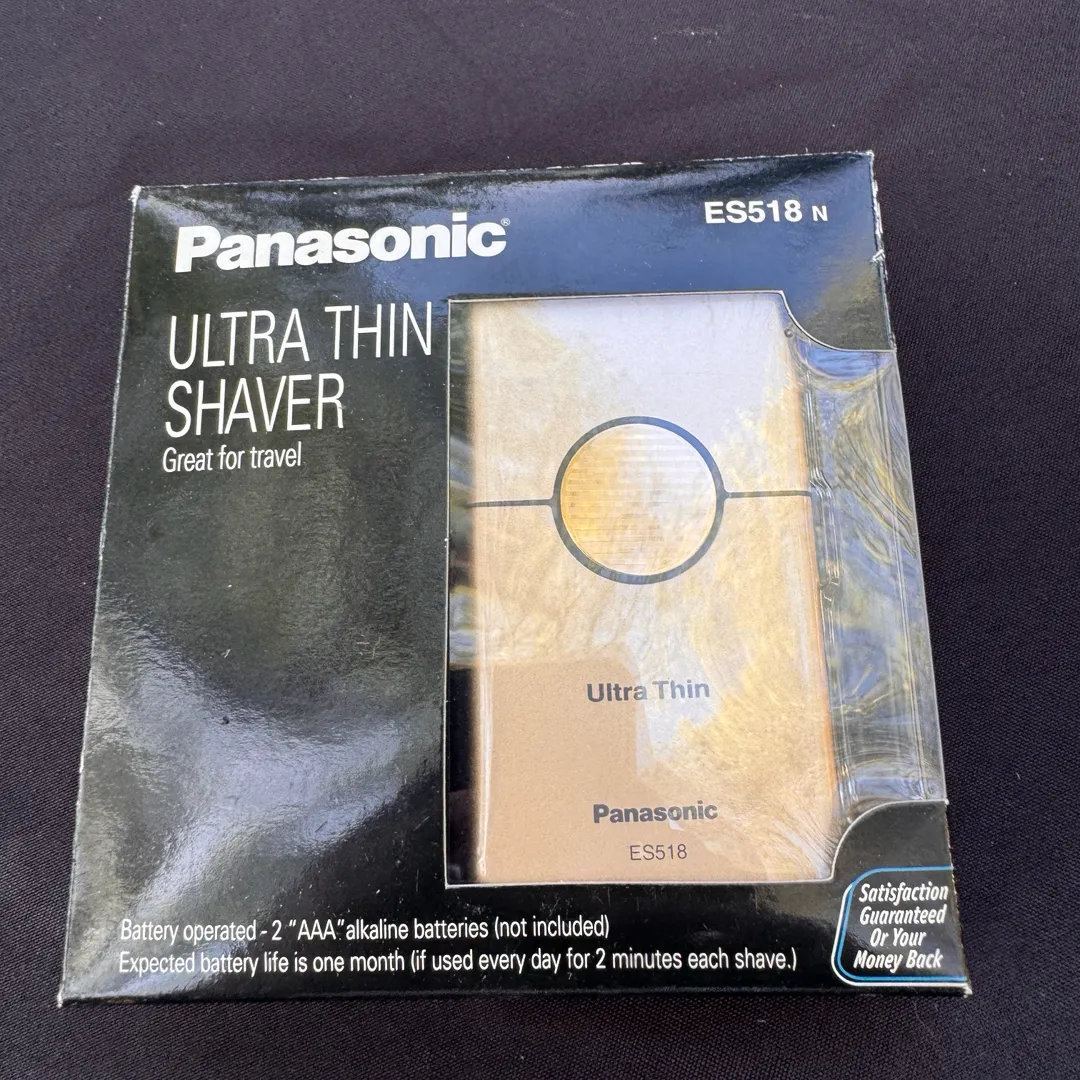 Panasonic®
ES518 N
ULTRA THIN
SHAVER
Great for travel
Ultra Thin
Panasonic
ES518
Battery operated - 2 "AAA" alkaline batteries (not included)
Expected battery life is one month (if used every day for 2 minutes each shave.)
Satisfaction
Guaranteed
Or Your
Money Back